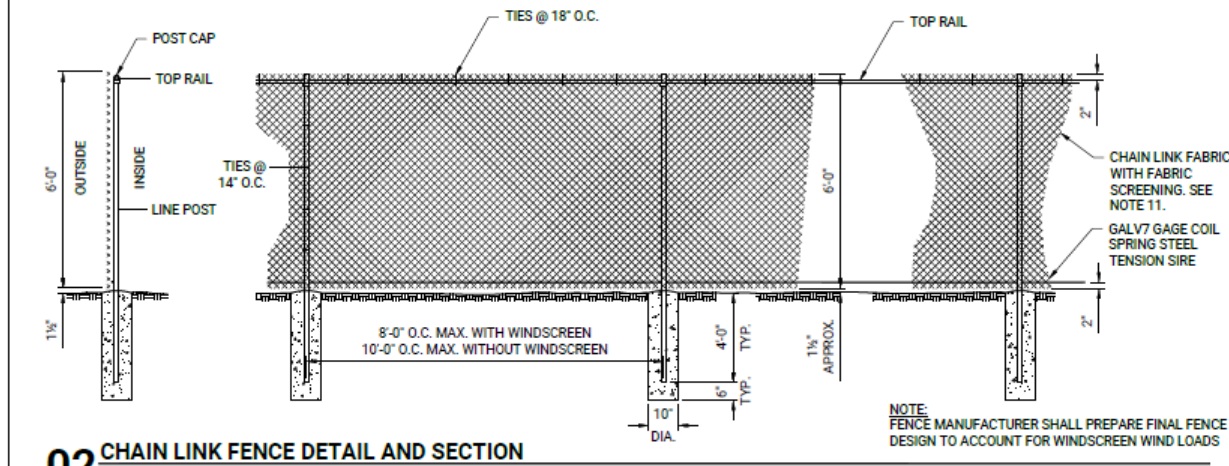 TIES @ 18" O.C.
TOP RAIL
POST CAP
TOP RAIL
6'-0"
OUTSIDE
INSIDE
LINE POST
1½"
TIES @
14" O.C.
6'-0"
2"
CHAIN LINK FABRIC
WITH FABRIC
SCREENING. SEE
NOTE 11.
GALV7 GAGE COIL
SPRING STEEL
TENSION SIRE
2"
8'-0" O.C. MAX. WITH WINDSCREEN
10'-0" O.C. MAX. WITHOUT WINDSCREEN
4'-0"
TYP.
6"
TYP.
1½"
APPROX.
10"
DIA.
NOTE:
FENCE MANUFACTURER SHALL PREPARE FINAL FENCE
DESIGN TO ACCOUNT FOR WINDSCREEN WIND LOADS
02 CHAIN LINK FENCE DETAIL AND SECTION